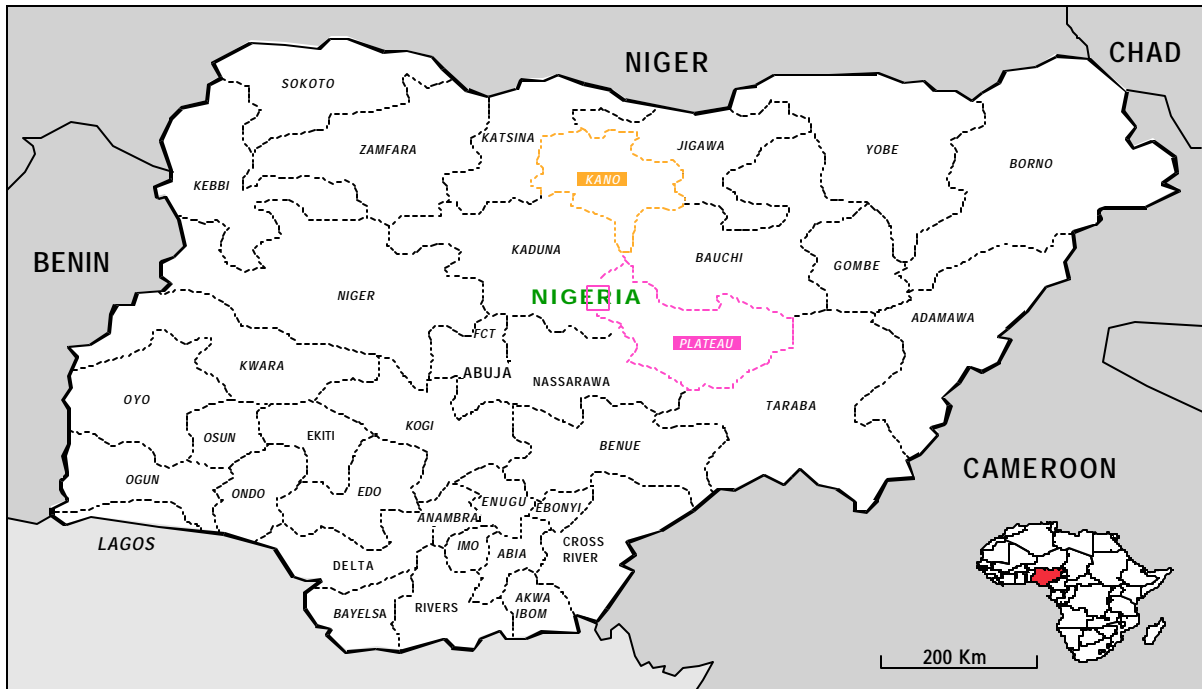 CHAD
NIGER
SOKOTO
KATSINA
ZAMFARA
JIGAWA
YOBE
BORNO
KANO
KEBBI
KADUNA
BAUCHI
GOMBE
BENIN
NIGER
NIGERIA
ADAMAWA
FCT
PLATEAU
KWARA
ABUJA
NASSARAWA
OYO
TARABA
KOGI
OSUN
EKITI
BENUE
CAMEROON
OGUN
ONDO
EDO
ENUGU
EBONYI
ANAMBRA
LAGOS
IMO
ABIA
CROSS
RIVER
DELTA
BAYELSA
RIVERS
AKWA
IBOM
200 Km